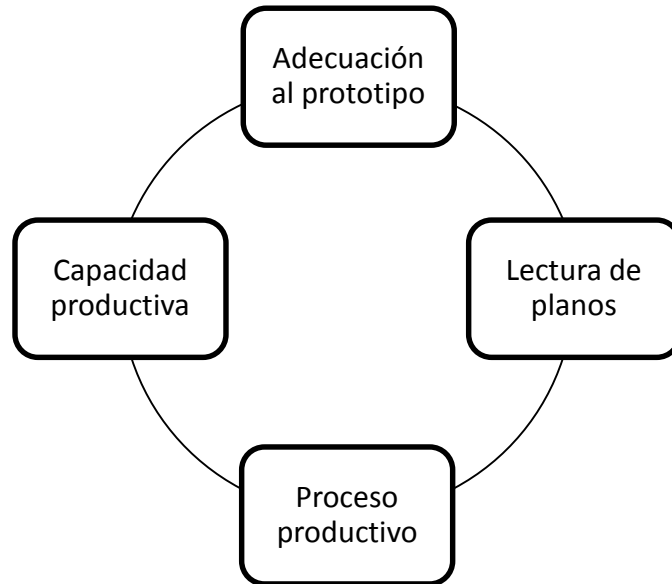 Adecuación
al prototipo
Capacidad
productiva
Lectura de
planos
Proceso
productivo